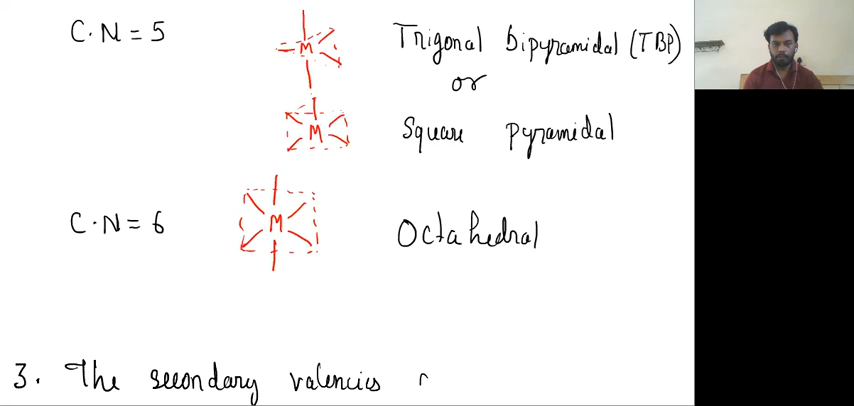 C.N = 5 Trigonal bipyramidal (TBP)
M
or
M Square pyramidal
C.N = 6 M Octahedral
3. The secondary valencies